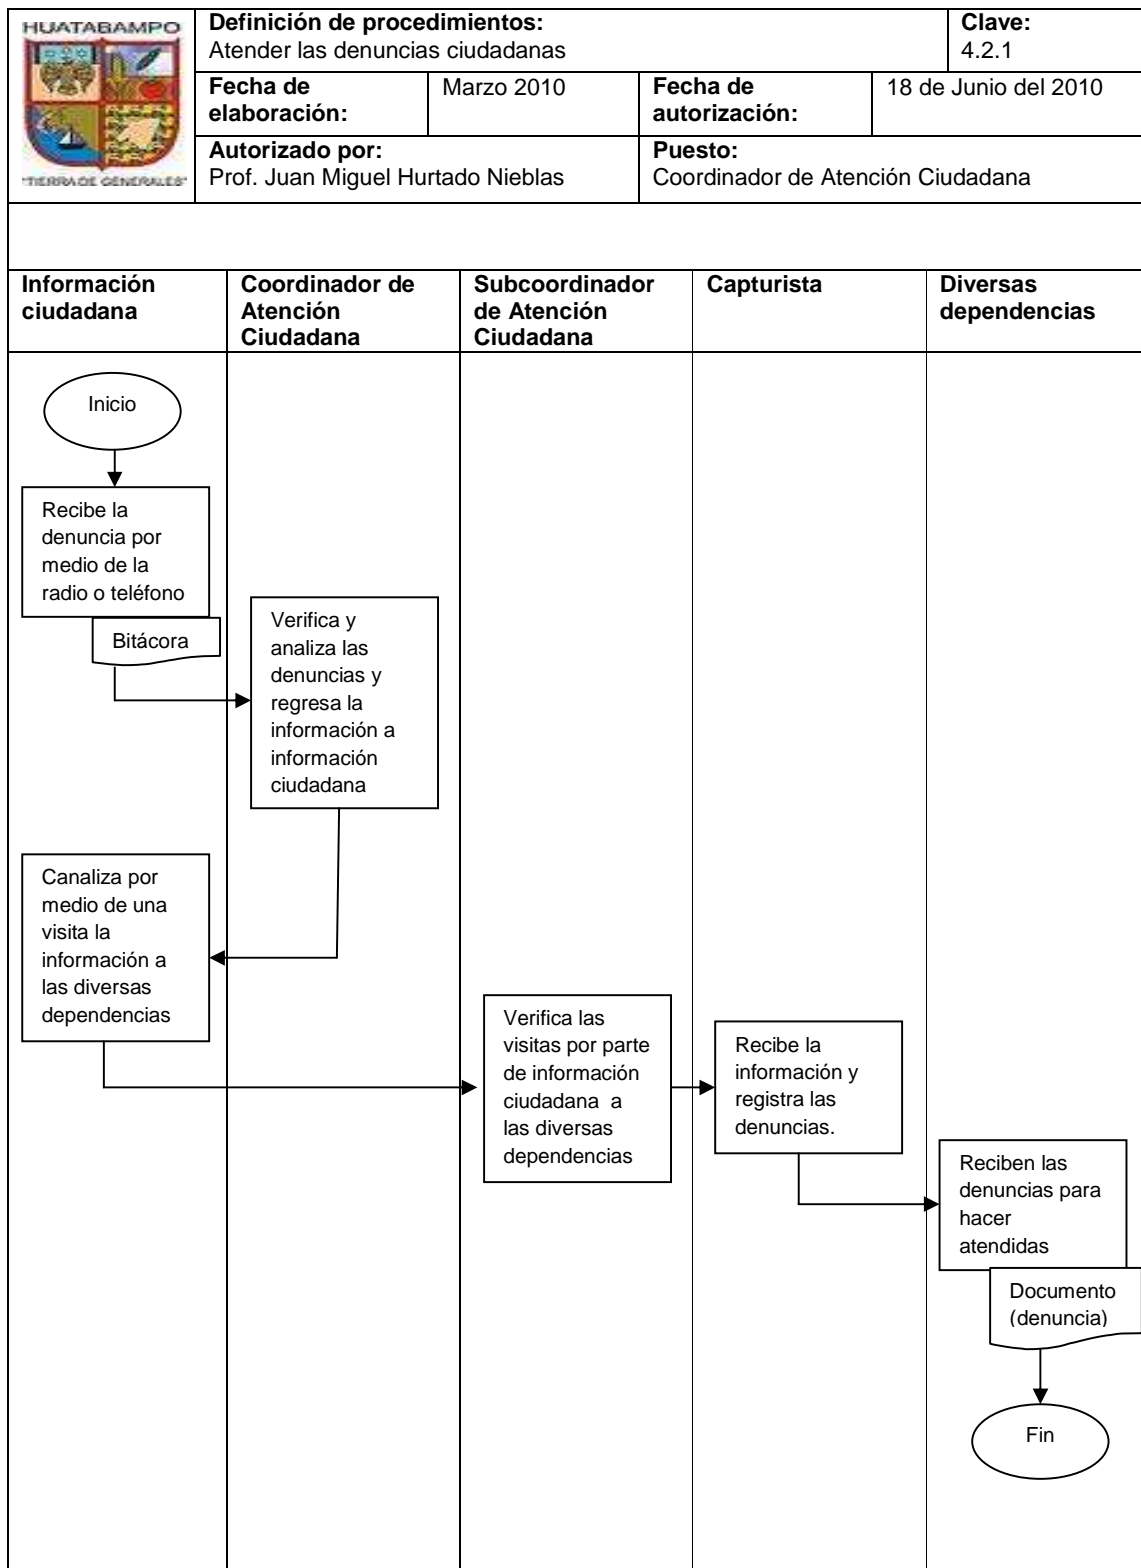 HUATABAMPO
"TIERRA DE GENERALES"
Definición de procedimientos:
Atender las denuncias ciudadanas
Clave:
4.2.1
Fecha de
elaboración:
Marzo 2010
Fecha de
autorización:
18 de Junio del 2010
Autorizado por:
Prof. Juan Miguel Hurtado Nieblas
Puesto:
Coordinador de Atención Ciudadana
Información
ciudadana
Coordinador de
Atención
Ciudadana
Subcoordinador
de Atención
Ciudadana
Capturista
Diversas
dependencias
Inicio
Recibe la
denuncia por
medio de la
radio o teléfono
Bitácora
Verifica y
analiza las
denuncias y
regresa la
información a
información
ciudadana
Canaliza por
medio de una
visita la
información a
las diversas
dependencias
Verifica las
visitas por parte
de información
ciudadana a
las diversas
dependencias
Recibe la
información y
registra las
denuncias.
Reciben las
denuncias para
hacer
atendidas
Documento
(denuncia)
Fin